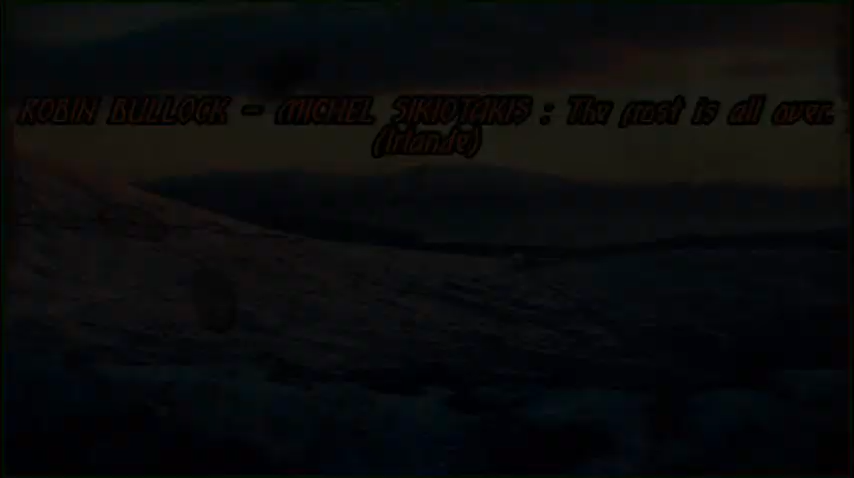 ROBIN BULLOCK - MICHEL SIKIOTAKIS : The frost is all over.
(Irlande)